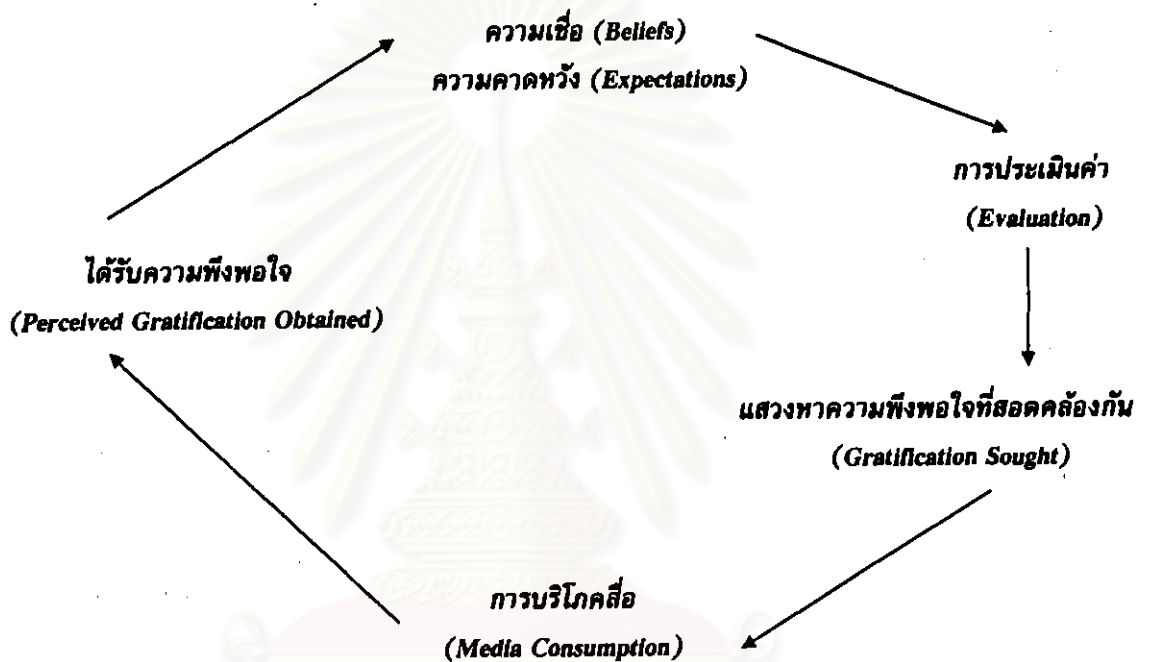 ความเชื่อ (Beliefs)
ความคาดหวัง (Expectations)
การประเมินค่า
(Evaluation)
ได้รับความพึงพอใจ
(Perceived Gratification Obtained)
แสวงหาความพึงพอใจที่สอดคล้องกัน
(Gratification Sought)
การบริโภคสื่อ
(Media Consumption)